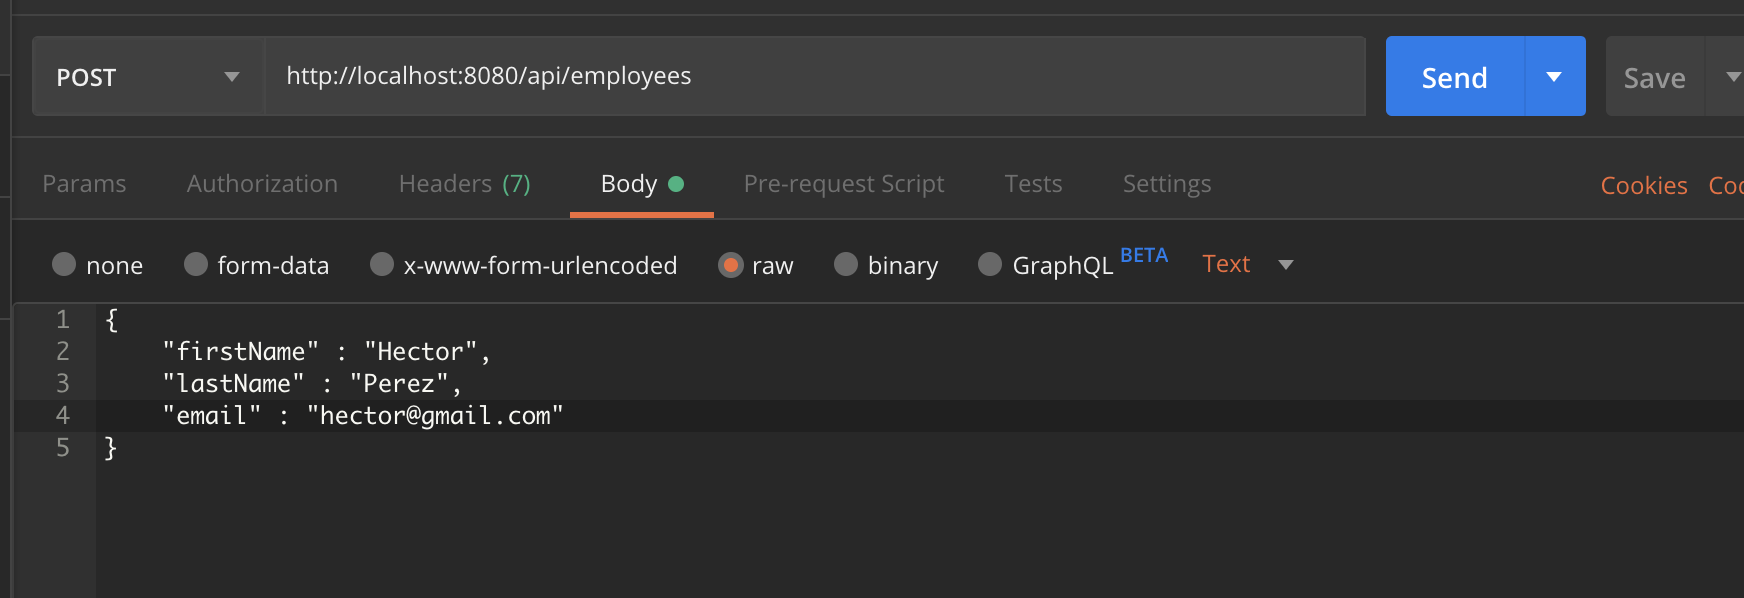 POST http://localhost:8080/api/employees Send Save
Params Authorization Headers (7) Body Pre-request Script Tests Settings Cookies
none form-data x-www-form-urlencoded raw binary GraphQL BETA Text
1 {
2 "firstName" : "Hector",
3 "lastName" : "Perez",
4 "email" : "hector@gmail.com"
5 }